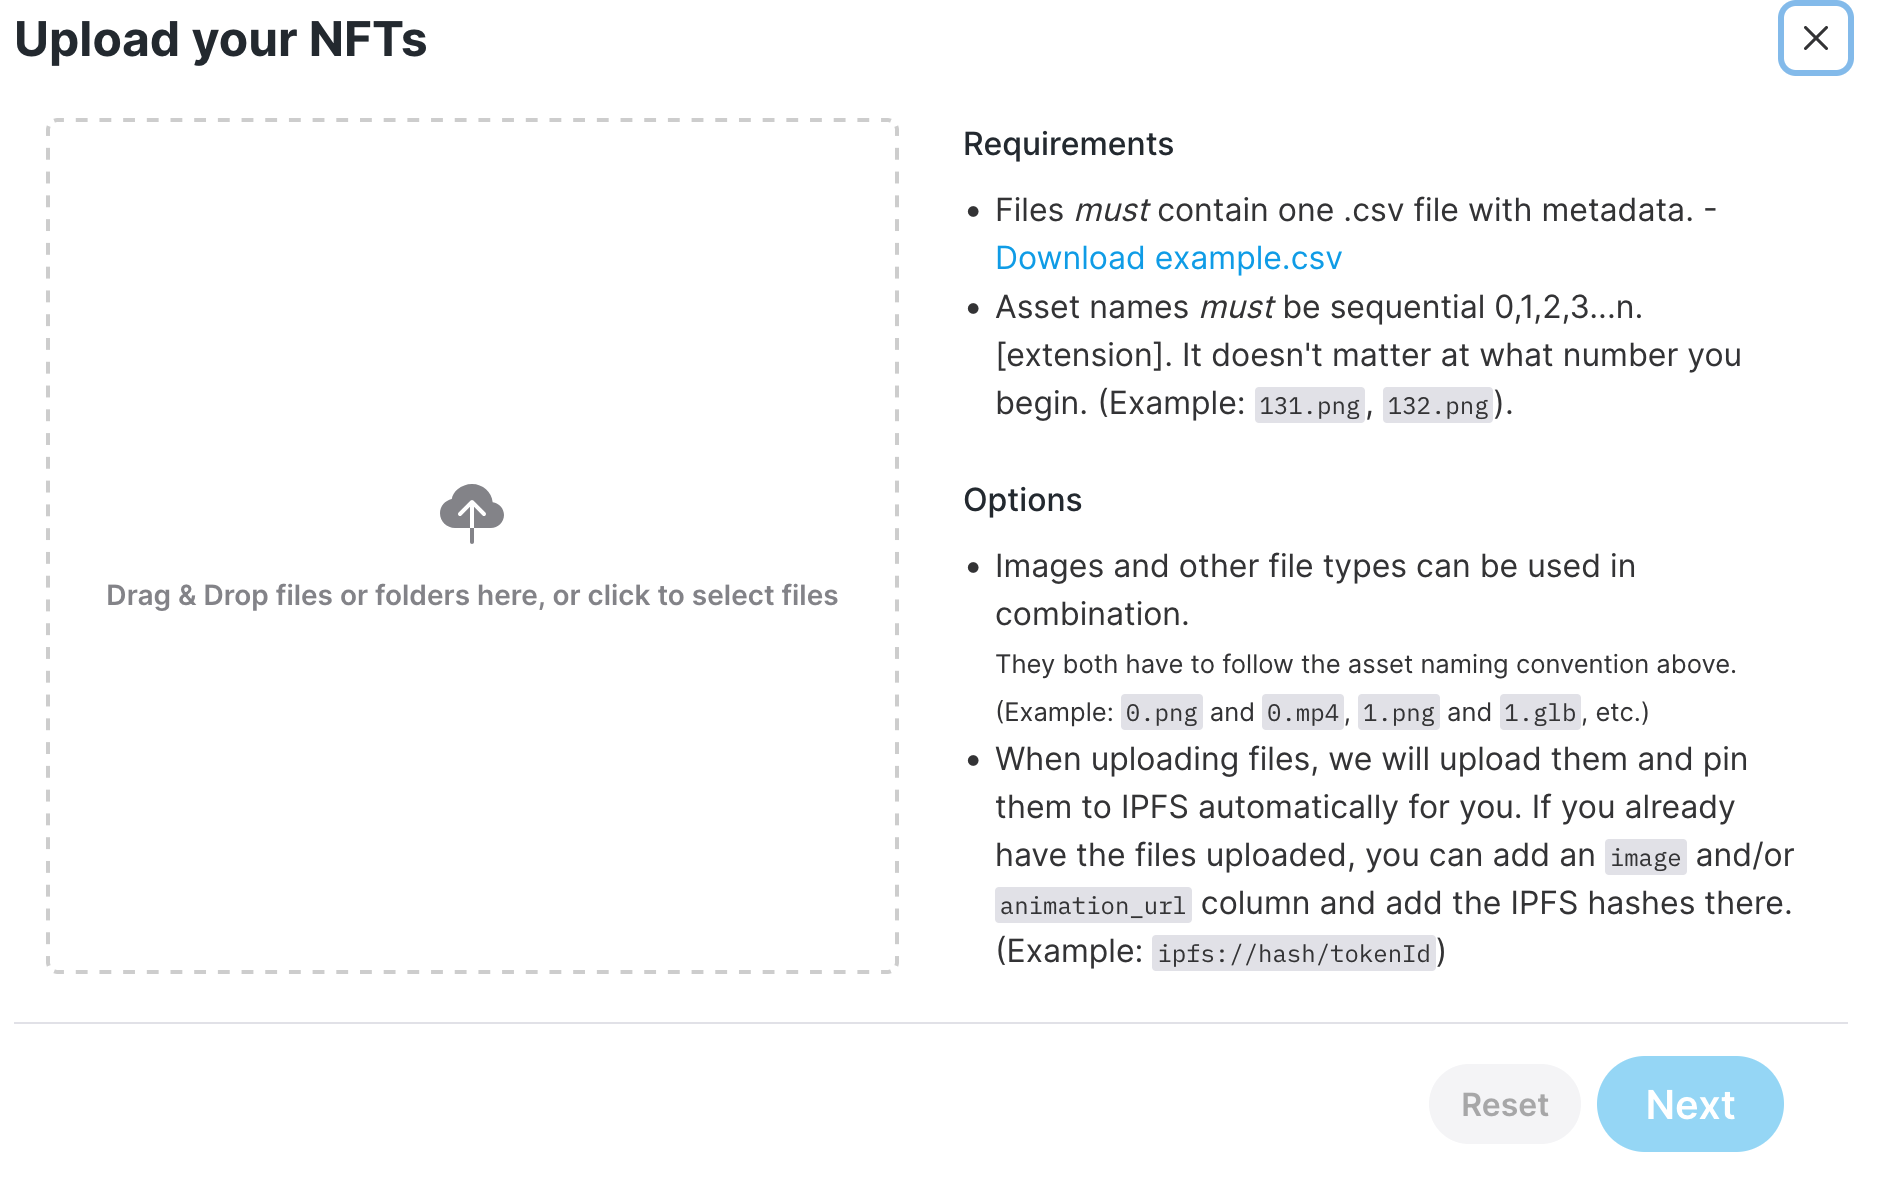 Upload your NFTs
Drag & Drop files or folders here, or click to select files
Requirements
Files must contain one .csv file with metadata. -
Download example.csv
Asset names must be sequential 0,1,2,3...n.
[extension]. It doesn't matter at what number you
begin. (Example: 131.png, 132.png).
Options
Images and other file types can be used in
combination.
They both have to follow the asset naming convention above.
(Example: 0.png and 0.mp4, 1.png and 1.glb, etc.)
When uploading files, we will upload them and pin
them to IPFS automatically for you. If you already
have the files uploaded, you can add an image and/or
animation_url column and add the IPFS hashes there.
(Example: ipfs://hash/tokenId)
Reset
Next